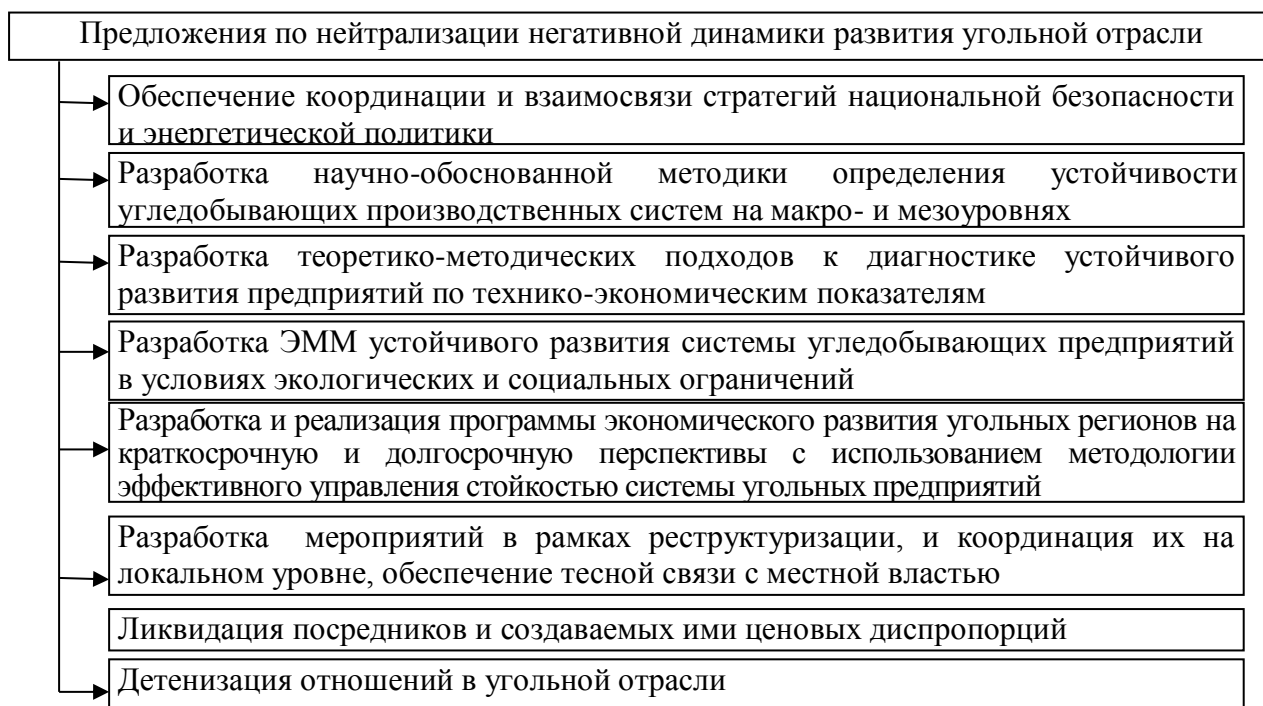 Предложения по нейтрализации негативной динамики развития угольной отрасли
Обеспечение координации и взаимосвязи стратегий национальной безопасности
и энергетической политики
Разработка научно-обоснованной методики определения устойчивости
угледобывающих производственных систем на макро- и мезоуровнях
Разработка теоретико-методических подходов к диагностике устойчивого
развития предприятий по технико-экономическим показателям
Разработка ЭММ устойчивого развития системы угледобывающих предприятий
в условиях экологических и социальных ограничений
Разработка и реализация программы экономического развития угольных регионов на
краткосрочную и долгосрочную перспективы с использованием методологии
эффективного управления стойкостью системы угольных предприятий
Разработка мероприятий в рамках реструктуризации, и координация их на
локальном уровне, обеспечение тесной связи с местной властью
Ликвидация посредников и создаваемых ими ценовых диспропорций
Детенизация отношений в угольной отрасли